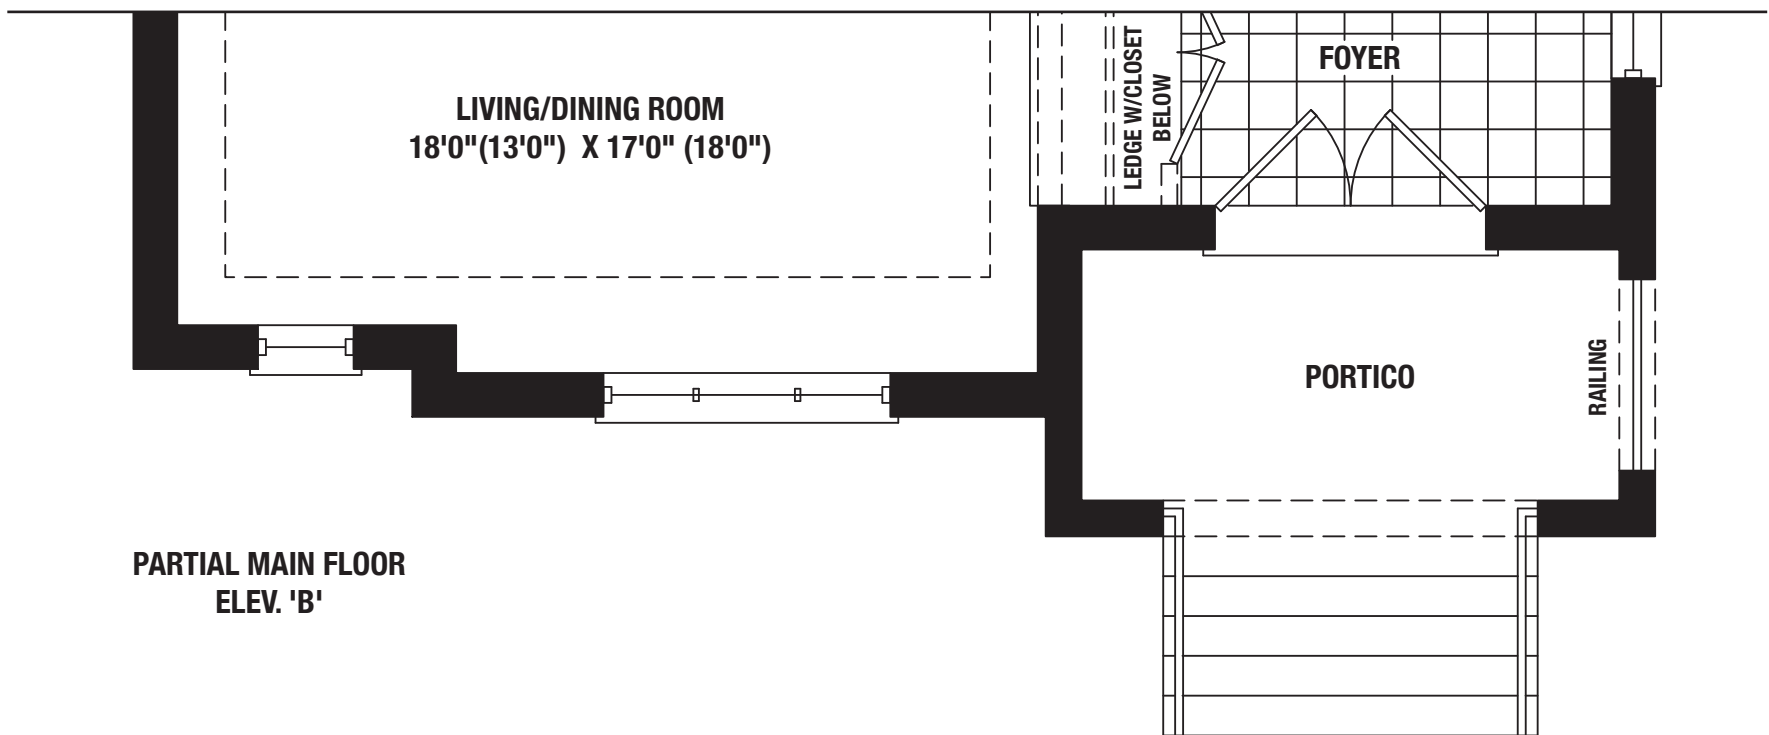 LIVING/DINING ROOM
18'0"(13'0") X 17'0" (18'0")
LEDGE W/CLOSET
BELOW
FOYER
PORTICO
RAILING
PARTIAL MAIN FLOOR
ELEV. 'B'